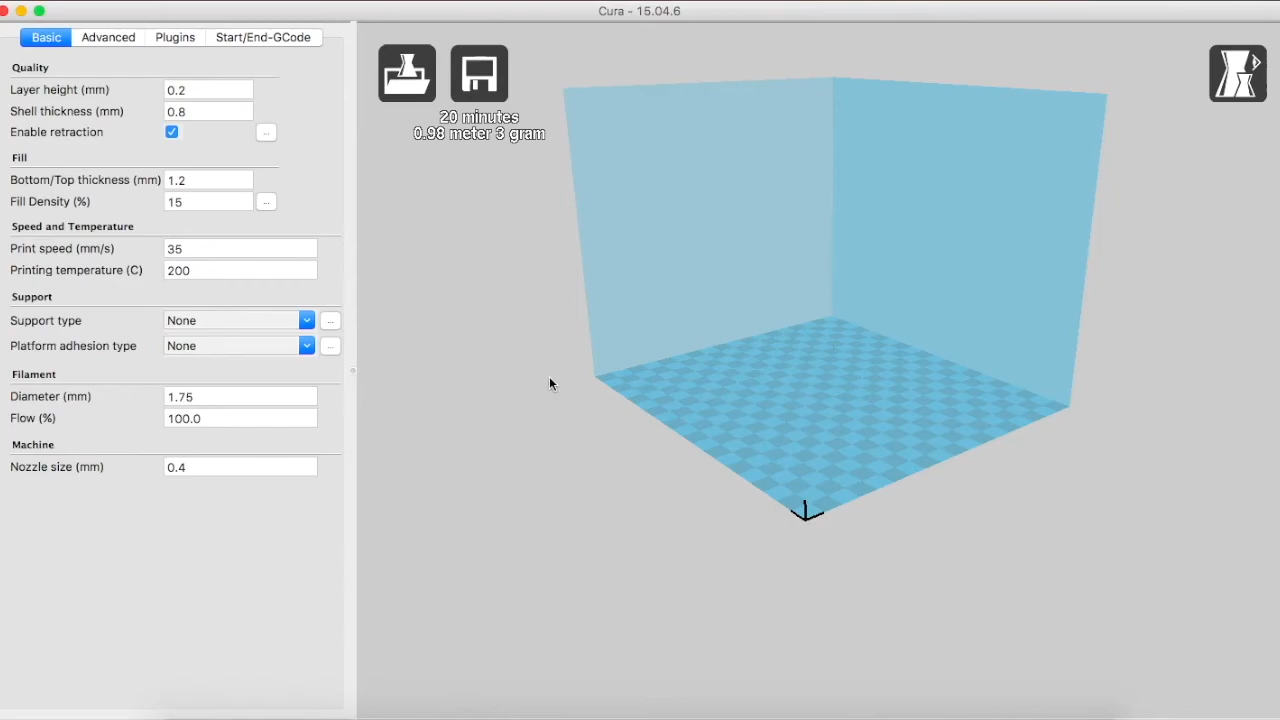 Cura - 15.04.6
Basic Advanced Plugins Start/End-GCode
Quality
Layer height (mm) 0.2
Shell thickness (mm) 0.8
Enable retraction ...
Fill
Bottom/Top thickness (mm) 1.2
Fill Density (%) 15 ...
Speed and Temperature
Print speed (mm/s) 35
Printing temperature (C) 200
Support
Support type None ...
Platform adhesion type None ...
Filament
Diameter (mm) 1.75
Flow (%) 100.0
Machine
Nozzle size (mm) 0.4
20 minutes
0.98 meter 3 gram